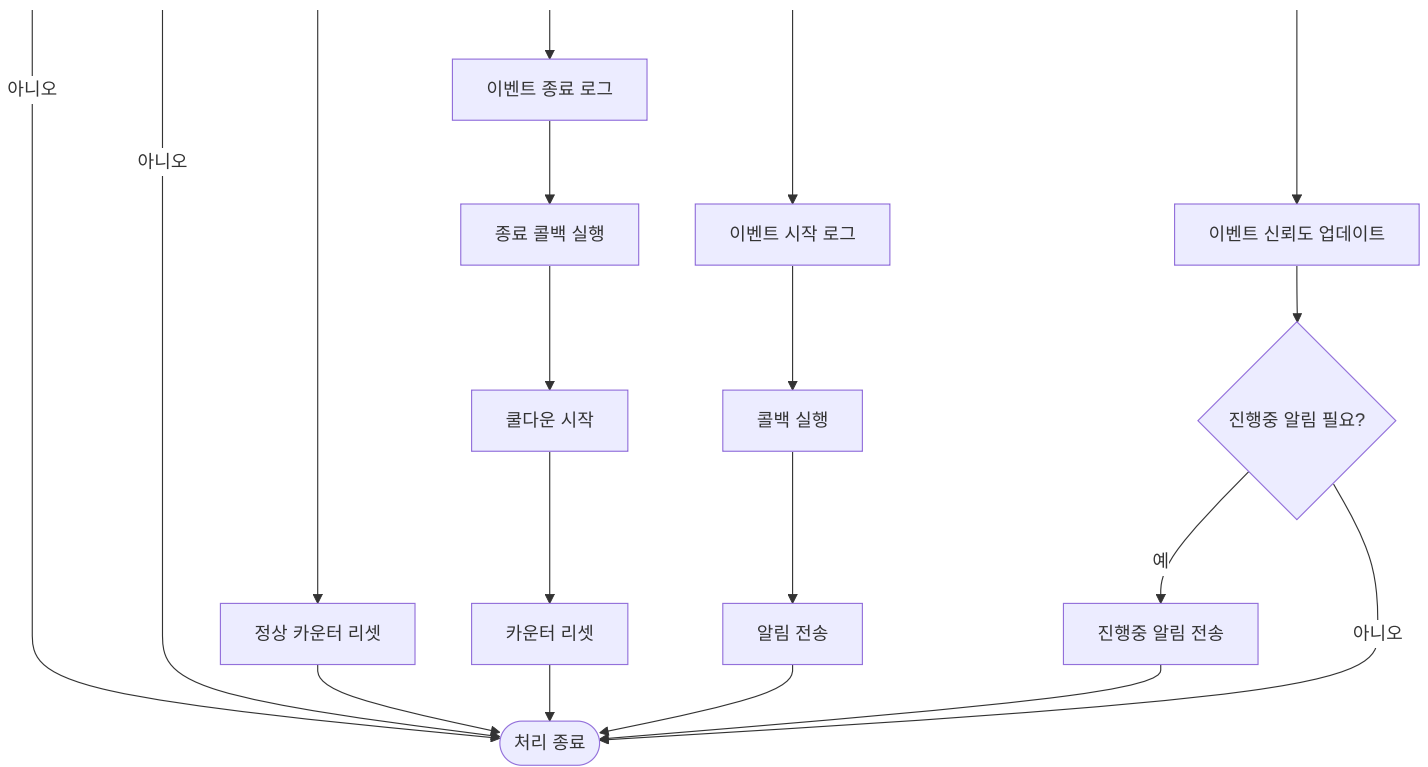 아니오
이벤트 종료 로그
아니오
종료 콜백 실행
이벤트 시작 로그
이벤트 신뢰도 업데이트
쿨다운 시작
콜백 실행
진행중 알림 필요?
예
정상 카운터 리셋
카운터 리셋
알림 전송
진행중 알림 전송
아니오
처리 종료